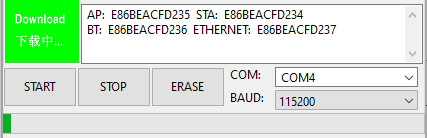 Download
下载中...
AP: E86BEACFD235 STA: E86BEACFD234
BT: E86BEACFD236 ETHERNET: E86BEACFD237
START
STOP
ERASE
COM:
COM4
BAUD:
115200